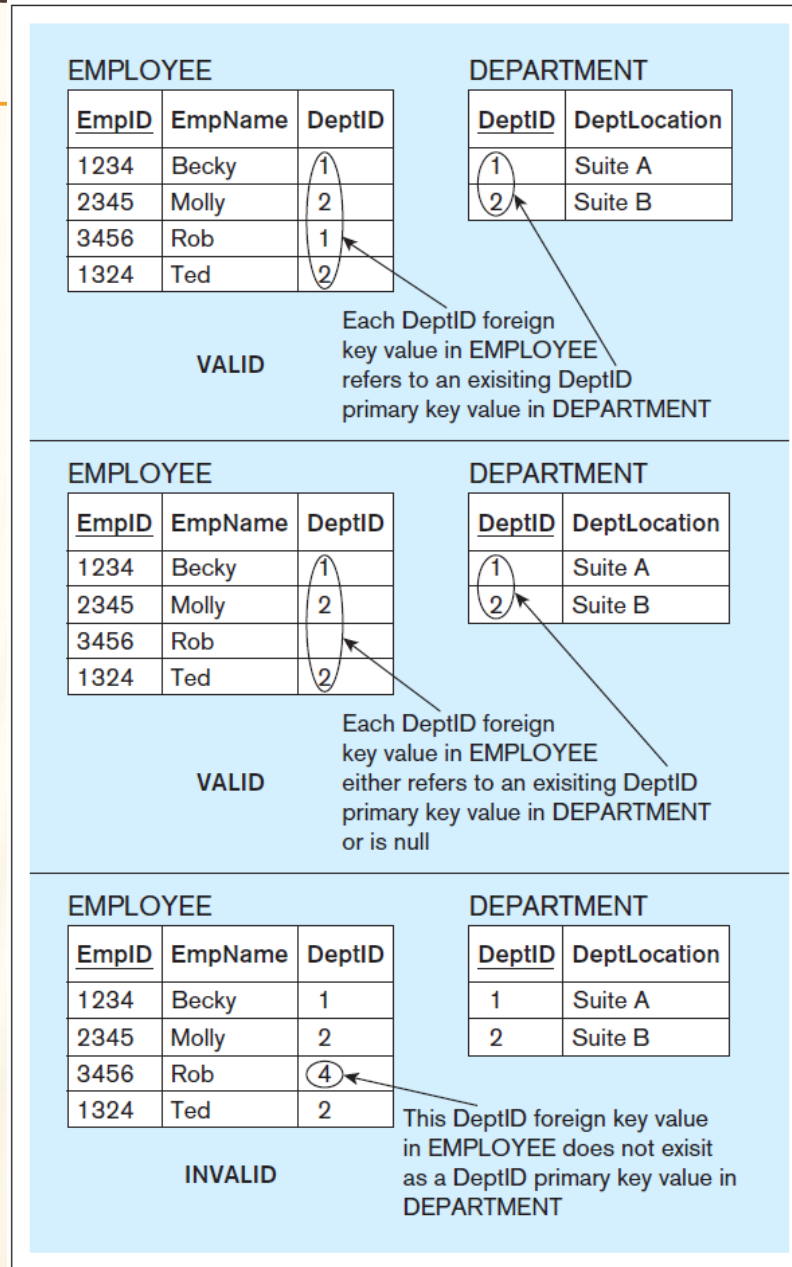 EMPLOYEE DEPARTMENT
EmpID EmpName DeptID DeptID DeptLocation
1234 Becky 1 1 Suite A
2345 Molly 2 2 Suite B
3456 Rob 1
1324 Ted 2
Each DeptID foreign
key value in EMPLOYEE
refers to an exisiting DeptID
primary key value in DEPARTMENT
VALID
EMPLOYEE DEPARTMENT
EmpID EmpName DeptID DeptID DeptLocation
1234 Becky 1 1 Suite A
2345 Molly 2 2 Suite B
3456 Rob
1324 Ted 2
Each DeptID foreign
key value in EMPLOYEE
either refers to an exisiting DeptID
primary key value in DEPARTMENT
or is null
VALID
EMPLOYEE DEPARTMENT
EmpID EmpName DeptID DeptID DeptLocation
1234 Becky 1 1 Suite A
2345 Molly 2 2 Suite B
3456 Rob 4
1324 Ted 2
This DeptID foreign key value
in EMPLOYEE does not exisit
as a DeptID primary key value in
DEPARTMENT
INVALID